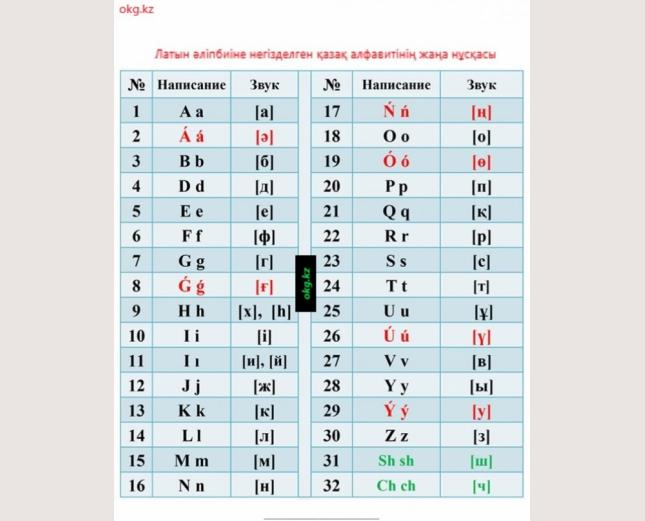 okg.kz
Латын әліпбиіне негізделген қазақ алфавитінің жаңа нұсқасы
№ Написание Звук № Написание Звук
1 A a [а] 17 Ń ń [ң]
2 Á á [ә] 18 O o [о]
3 B b [б] 19 Ó ó [ө]
4 D d [д] 20 P p [п]
5 E e [е] 21 Q q [қ]
6 F f [ф] 22 R r [р]
7 G g [г] 23 S s [с]
8 Ǵ ǵ [ғ] 24 T t [т]
9 H h [х], [h] 25 U u [ұ]
10 I i [і] 26 Ú ú [ү]
11 I ı [и], [й] 27 V v [в]
12 J j [ж] 28 Y y [ы]
13 K k [к] 29 Ý ý [у]
14 L l [л] 30 Z z [з]
15 M m [м] 31 Sh sh [ш]
16 N n [н] 32 Ch ch [ч]
okg.kz